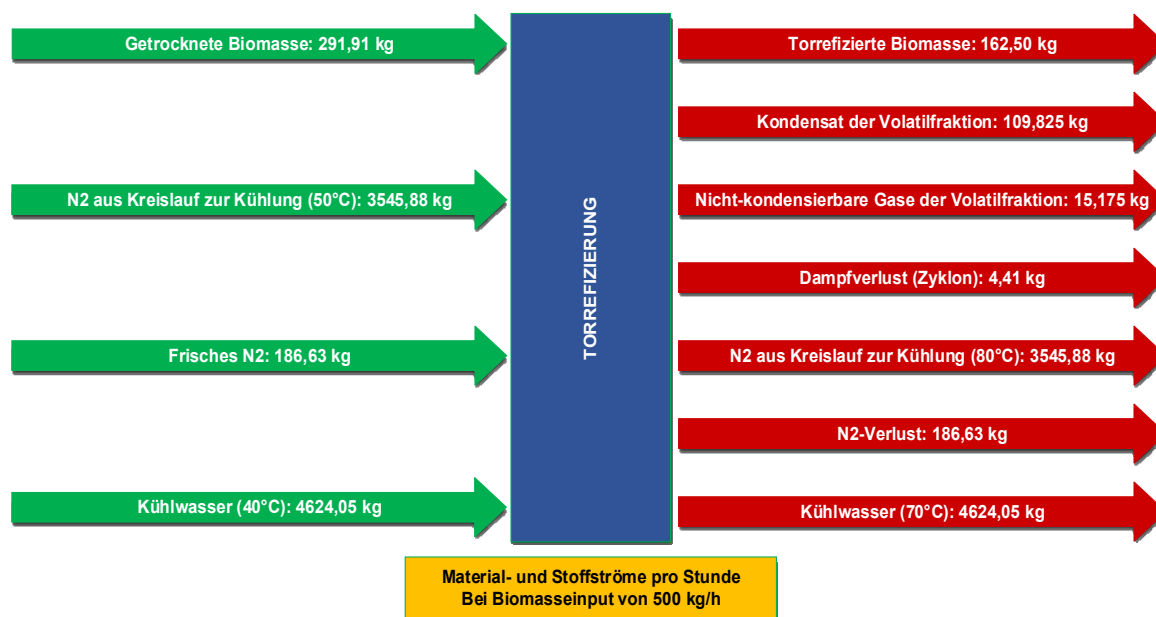 Getrocknete Biomasse: 291,91 kg
N2 aus Kreislauf zur Kühlung (50°C): 3545,88 kg
Frisches N2: 186,63 kg
Kühlwasser (40°C): 4624,05 kg
TORREFIZIERUNG
Torrefizierte Biomasse: 162,50 kg
Kondensat der Volatilfraktion: 109,825 kg
Nicht-kondensierbare Gase der Volatilfraktion: 15,175 kg
Dampfverlust (Zyklon): 4,41 kg
N2 aus Kreislauf zur Kühlung (80°C): 3545,88 kg
N2-Verlust: 186,63 kg
Kühlwasser (70°C): 4624,05 kg
Material- und Stoffströme pro Stunde
Bei Biomasseinput von 500 kg/h